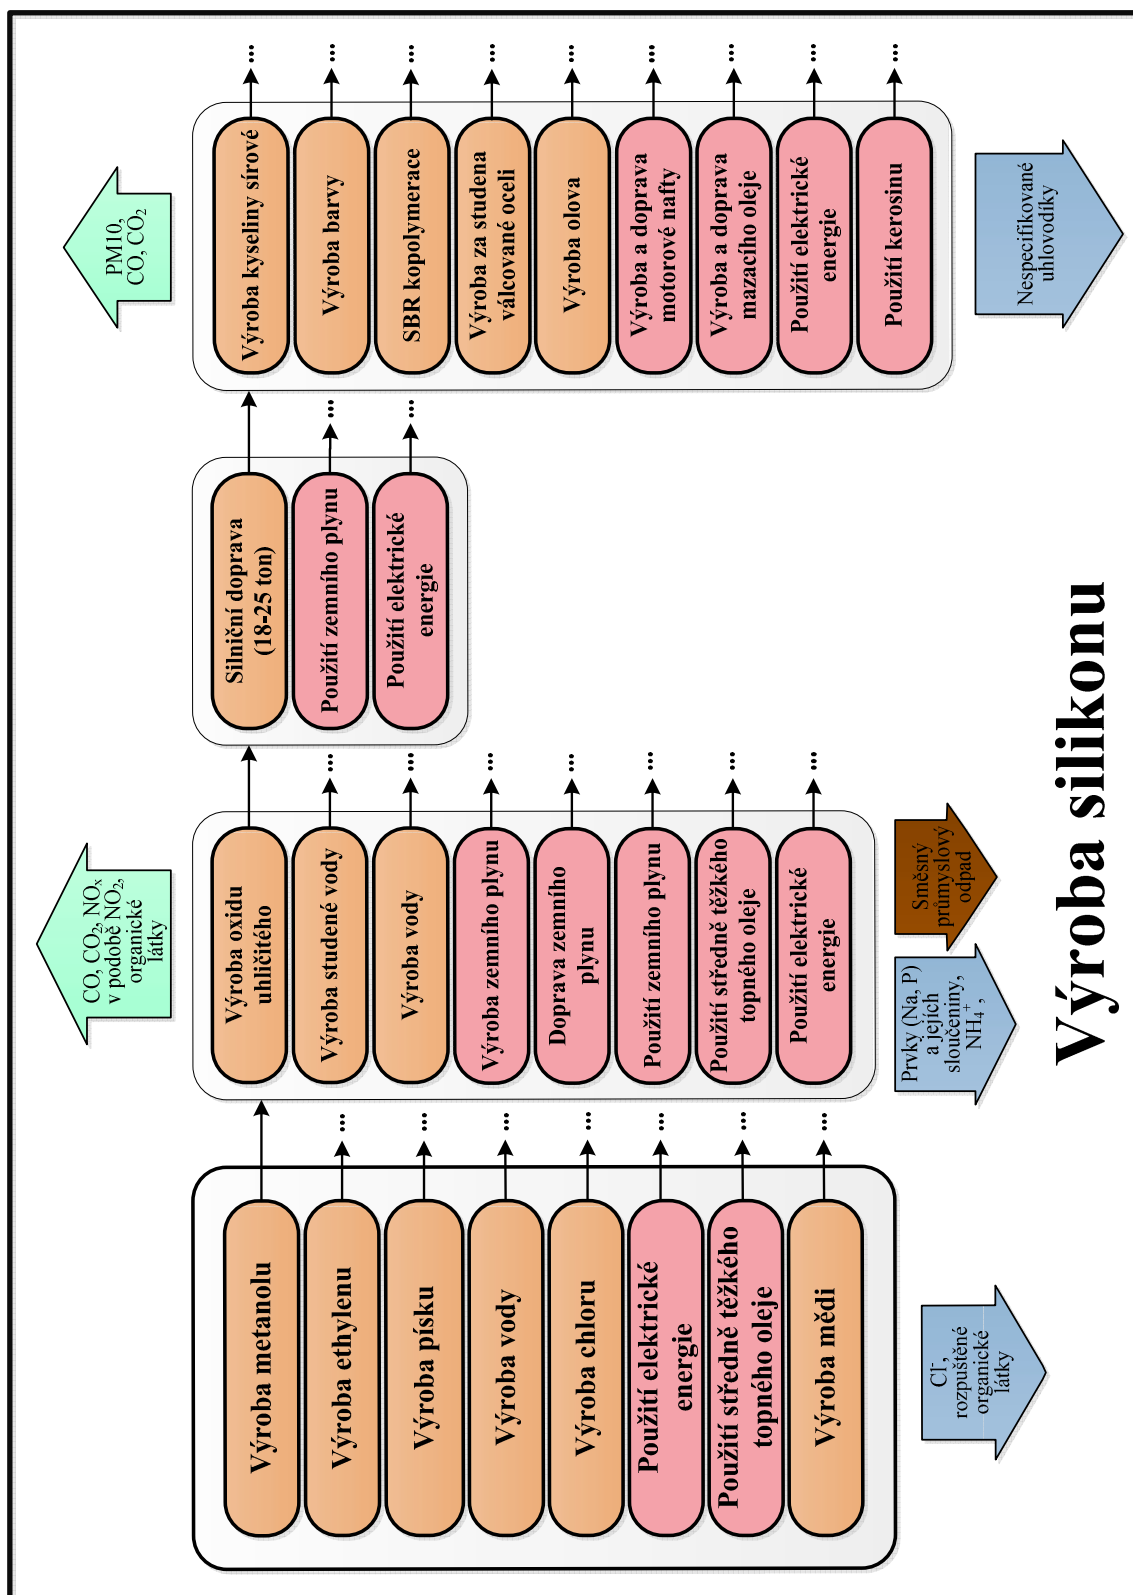 CO, CO₂, NOₓ
v podobě NO₂,
organické
látky
PM10,
CO, CO₂
Výroba metanolu
Výroba ethylenu
Výroba písku
Výroba vody
Výroba chloru
Použití elektrické
energie
Použití středně těžkého
topného oleje
Výroba mědi
...
...
...
...
...
...
...
Výroba oxidu
uhličitého
Výroba studené vody
Výroba vody
Výroba zemního plynu
Doprava zemního
plynu
Použití zemního plynu
Použití středně těžkého
topného oleje
Použití elektrické
energie
...
...
...
...
...
...
...
Silniční doprava
(18-25 ton)
Použití zemního plynu
Použití elektrické
energie
...
...
Výroba kyseliny sírové
Výroba barvy
SBR kopolymerace
Výroba za studena
válcované oceli
Výroba olova
Výroba a doprava
motorové nafty
Výroba a doprava
mazacího oleje
Použití elektrické
energie
Použití kerosinu
...
...
...
...
...
...
...
...
...
Cl⁻,
rozpuštěné
organické
látky
Prvky (Na, P)
a jejích
sloučeniny,
NH₄⁺,
Směsný
průmyslový
odpad
Nespecifikované
uhlovodíky
Výroba silikonu